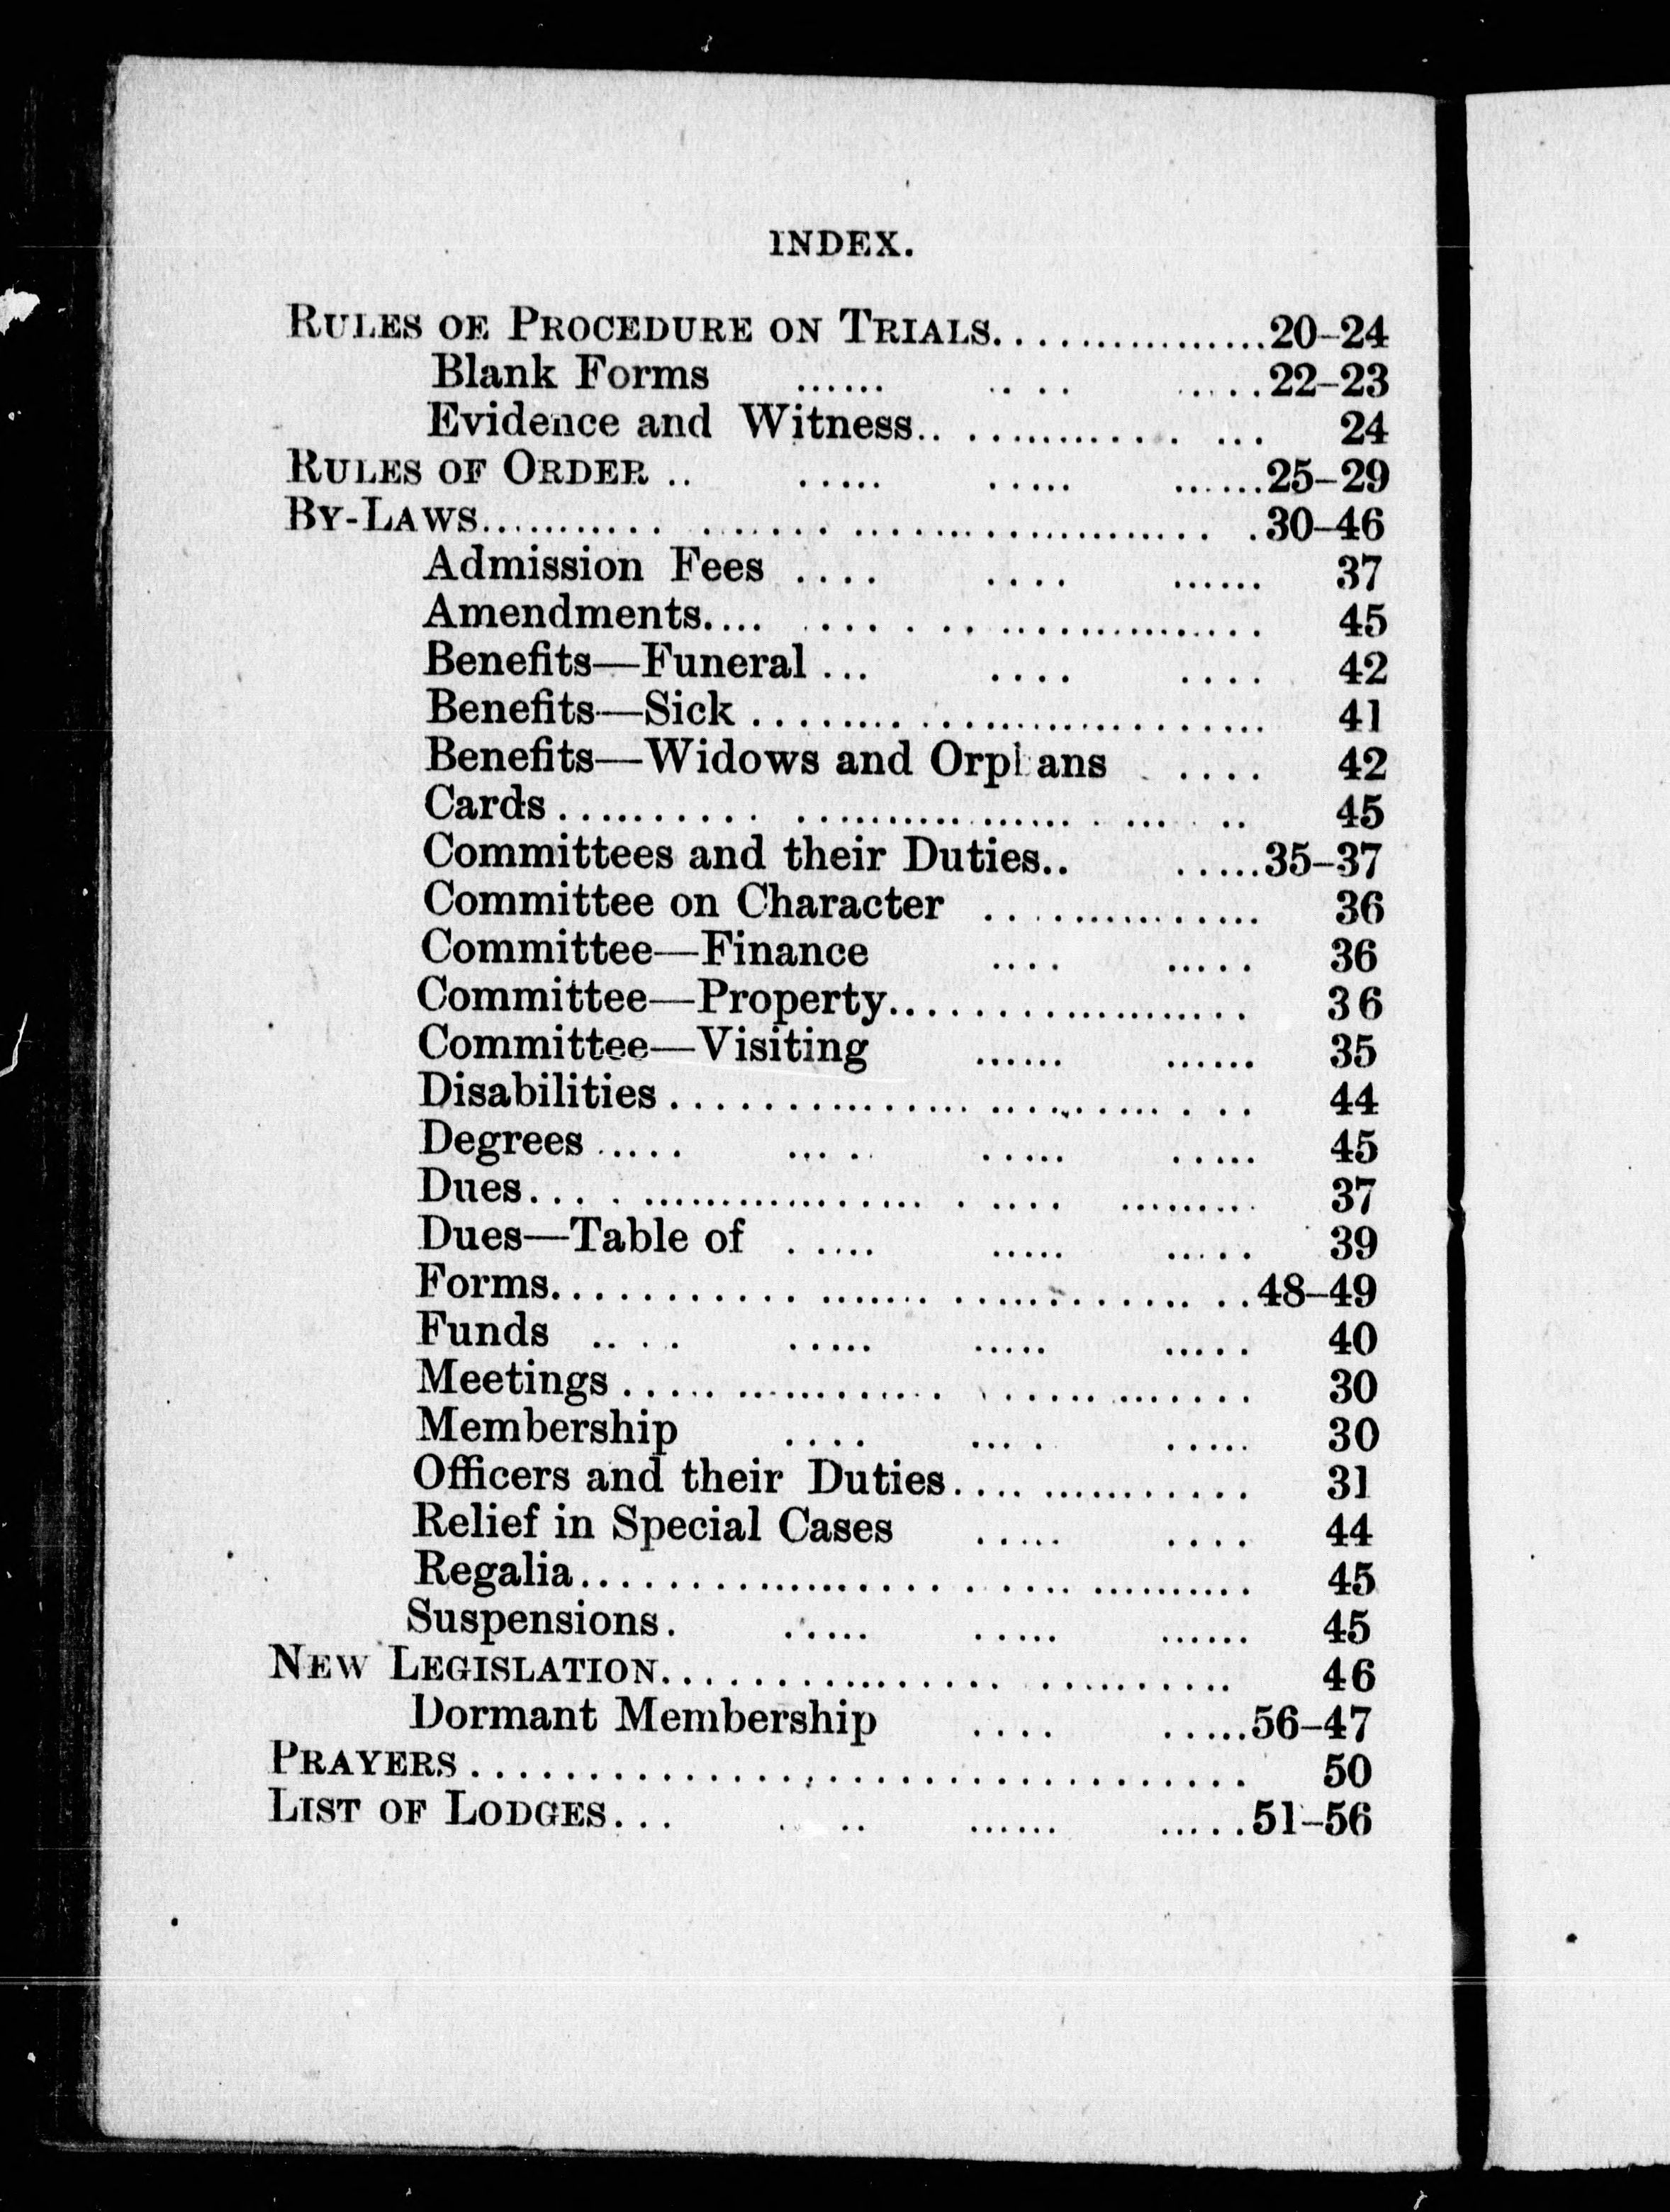 INDEX.
RULES OF PROCEDURE ON TRIALS..................20-24
Blank Forms ...... .... .....22-23
Evidence and Witness.. ............ ... 24
RULES OF ORDER .. ..... ..... ......25-29
BY-LAWS........... ....... ...................... .30-46
Admission Fees .... .... ...... 37
Amendments.... ... . .. ............... 45
Benefits—Funeral ... .... .... 42
Benefits—Sick ........ ................... 41
Benefits—Widows and Orphans .... 42
Cards........... ................ . ... .. 45
Committees and their Duties.. .....35-37
Committee on Character ............... 36
Committee—Finance .... ..... 36
Committee—Property.................... 36
Committee—Visiting ...... ...... 35
Disabilities................ .......... . .. 44
Degrees ..... ... . ..... ..... 45
Dues... . ................ . .... ......... 37
Dues—Table of ..... ..... ..... 39
Forms........... ....... ............. ..48-49
Funds .... ..... ..... ..... 40
Meetings..... ........... ...... ........ 30
Membership .... ... . ..... 30
Officers and their Duties.... ........... 31
Relief in Special Cases ..... .... 44
Regalia................ . .... .......... 45
Suspensions. ..... ..... ...... 45
NEW LEGISLATION................ .......... 46
Dormant Membership .... .....56-47
PRAYERS................................. 50
LIST OF LODGES... .. ...... .....51-56